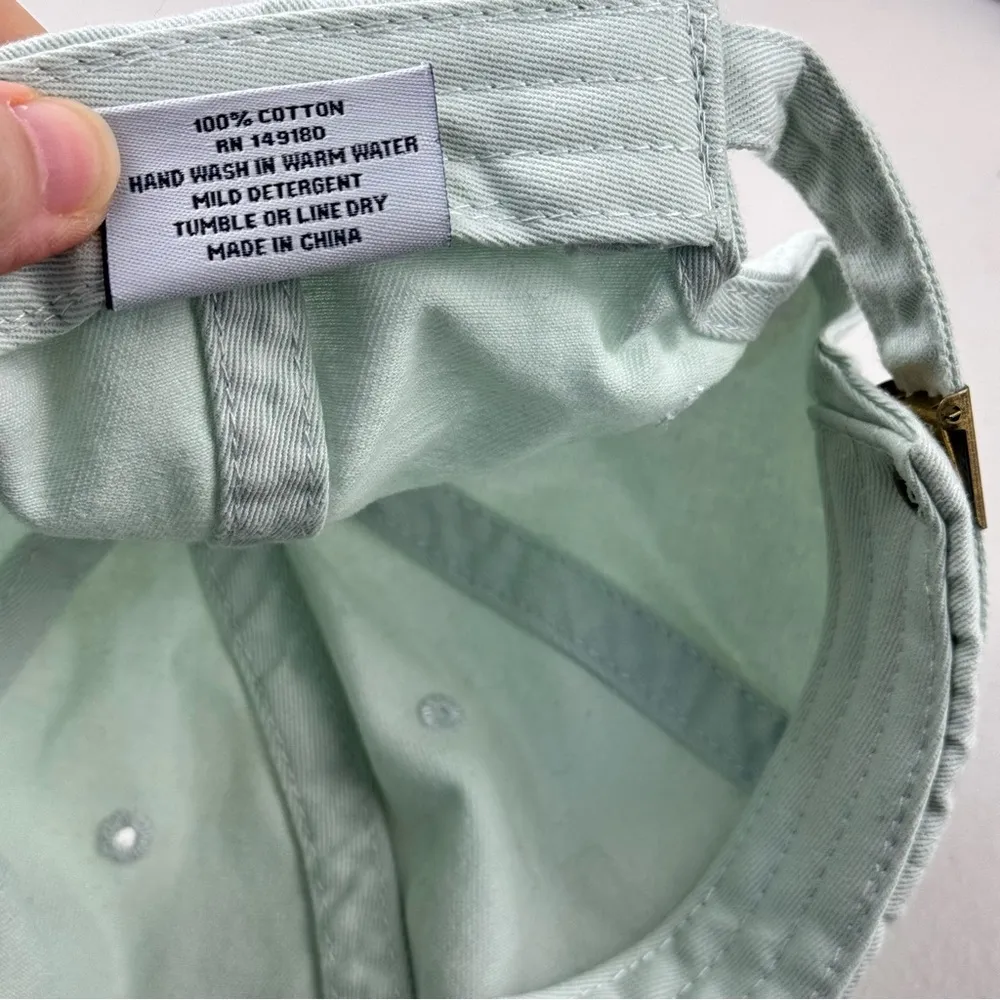 100% COTTON
RN 149180
HAND WASH IN WARM WATER
MILD DETERGENT
TUMBLE OR LINE DRY
MADE IN CHINA